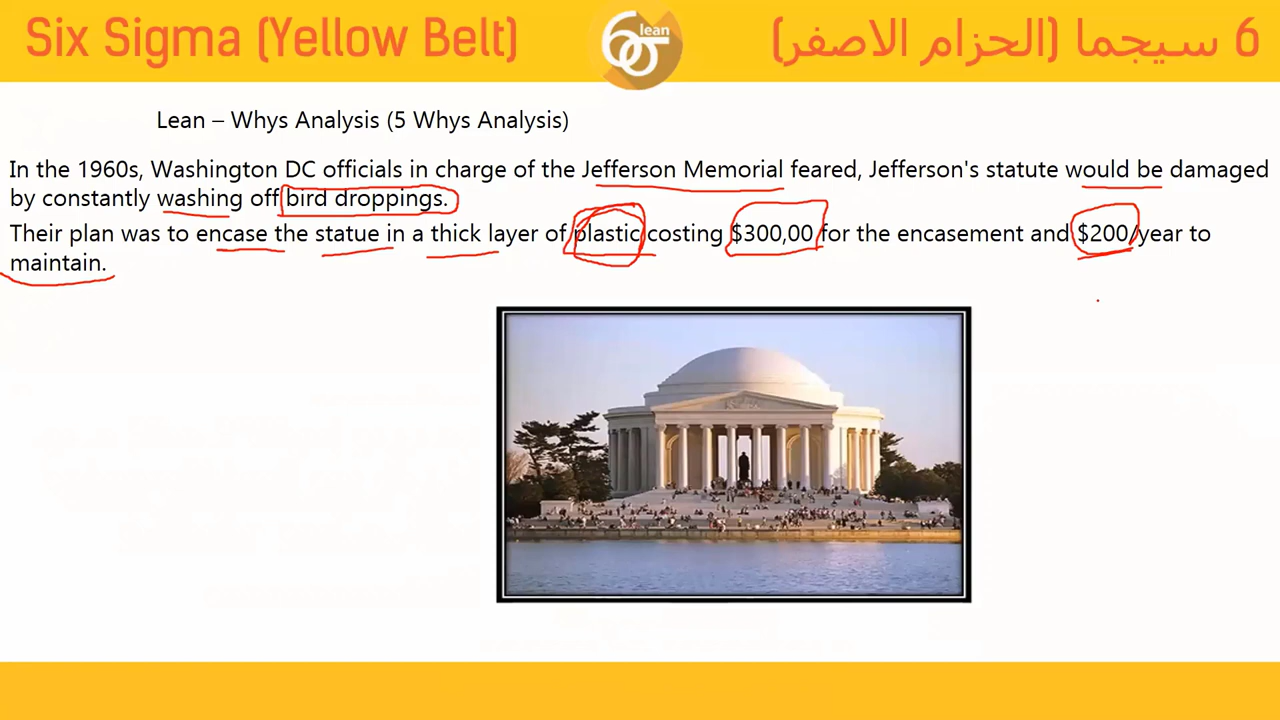 Six Sigma (Yellow Belt)
lean
6σ
6 سيجما (الحزام الاصفر)
Lean – Whys Analysis (5 Whys Analysis)
In the 1960s, Washington DC officials in charge of the Jefferson Memorial feared, Jefferson's statute would be damaged
by constantly washing off bird droppings.
Their plan was to encase the statue in a thick layer of plastic costing $300,00 for the encasement and $200/year to
maintain.